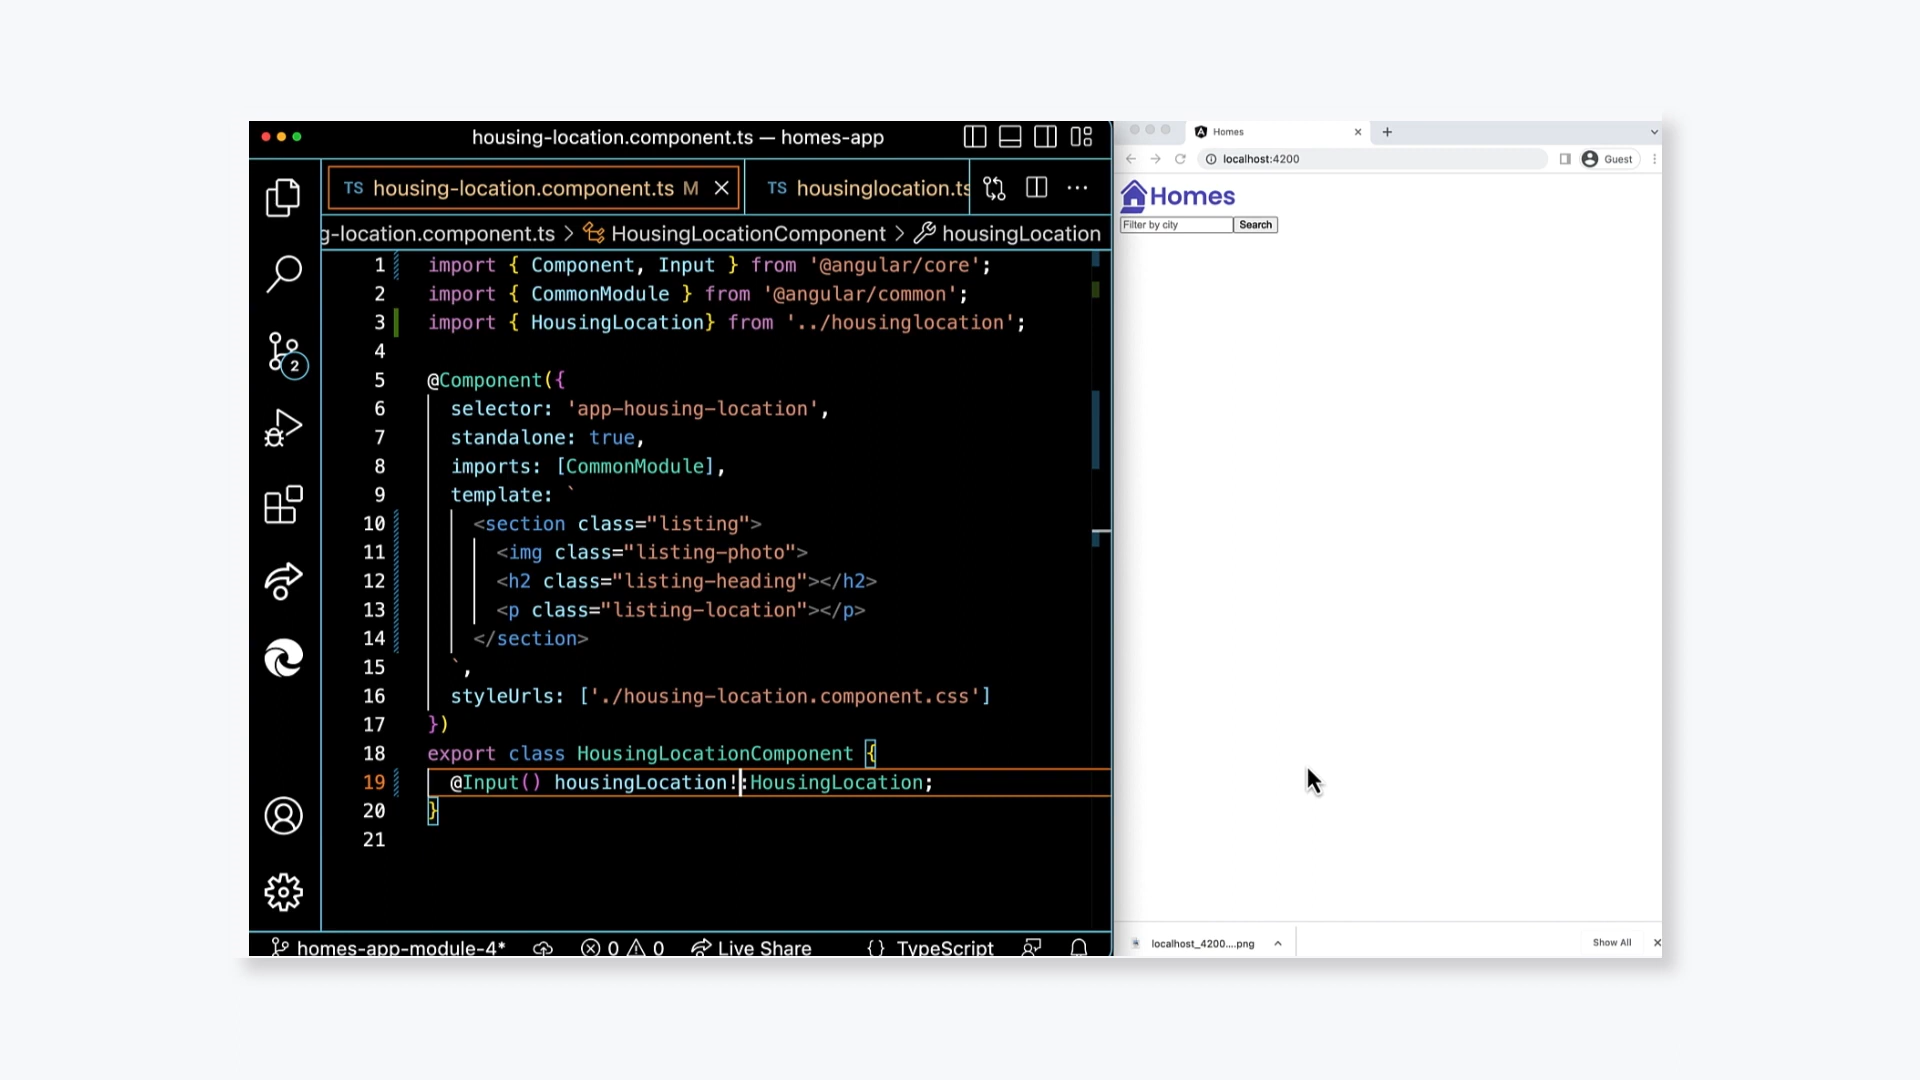 housing-location.component.ts — homes-app
TS housing-location.component.ts M
TS housinglocation.ts
g-location.component.ts > HousingLocationComponent > housingLocation
1 import { Component, Input } from '@angular/core';
2 import { CommonModule } from '@angular/common';
3 import { HousingLocation} from '../housinglocation';
4
5 @Component({
6 selector: 'app-housing-location',
7 standalone: true,
8 imports: [CommonModule],
9 template: `
10 <section class="listing">
11 <img class="listing-photo">
12 <h2 class="listing-heading"></h2>
13 <p class="listing-location"></p>
14 </section>
15 `,
16 styleUrls: ['./housing-location.component.css']
17 })
18 export class HousingLocationComponent {
19 @Input() housingLocation!:HousingLocation;
20 }
21
2
homes-app-module-4* 0 0 Live Share {} TypeScript
Homes
localhost:4200
Guest
Homes
Filter by city Search
localhost_4200....png
Show All